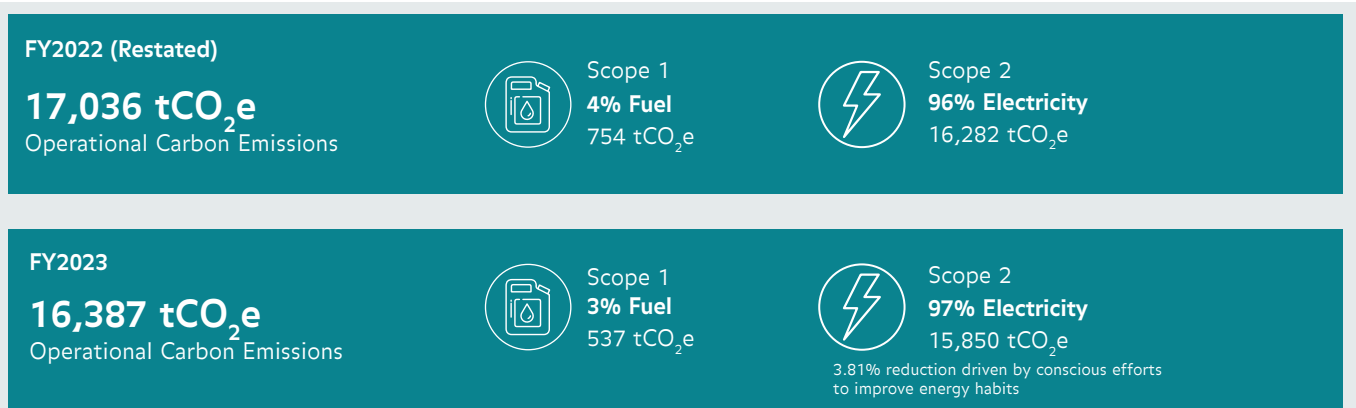 FY2022 (Restated)
17,036 tCO₂e
Operational Carbon Emissions
Scope 1
4% Fuel
754 tCO₂e
Scope 2
96% Electricity
16,282 tCO₂e
FY2023
16,387 tCO₂e
Operational Carbon Emissions
Scope 1
3% Fuel
537 tCO₂e
Scope 2
97% Electricity
15,850 tCO₂e
3.81% reduction driven by conscious efforts
to improve energy habits